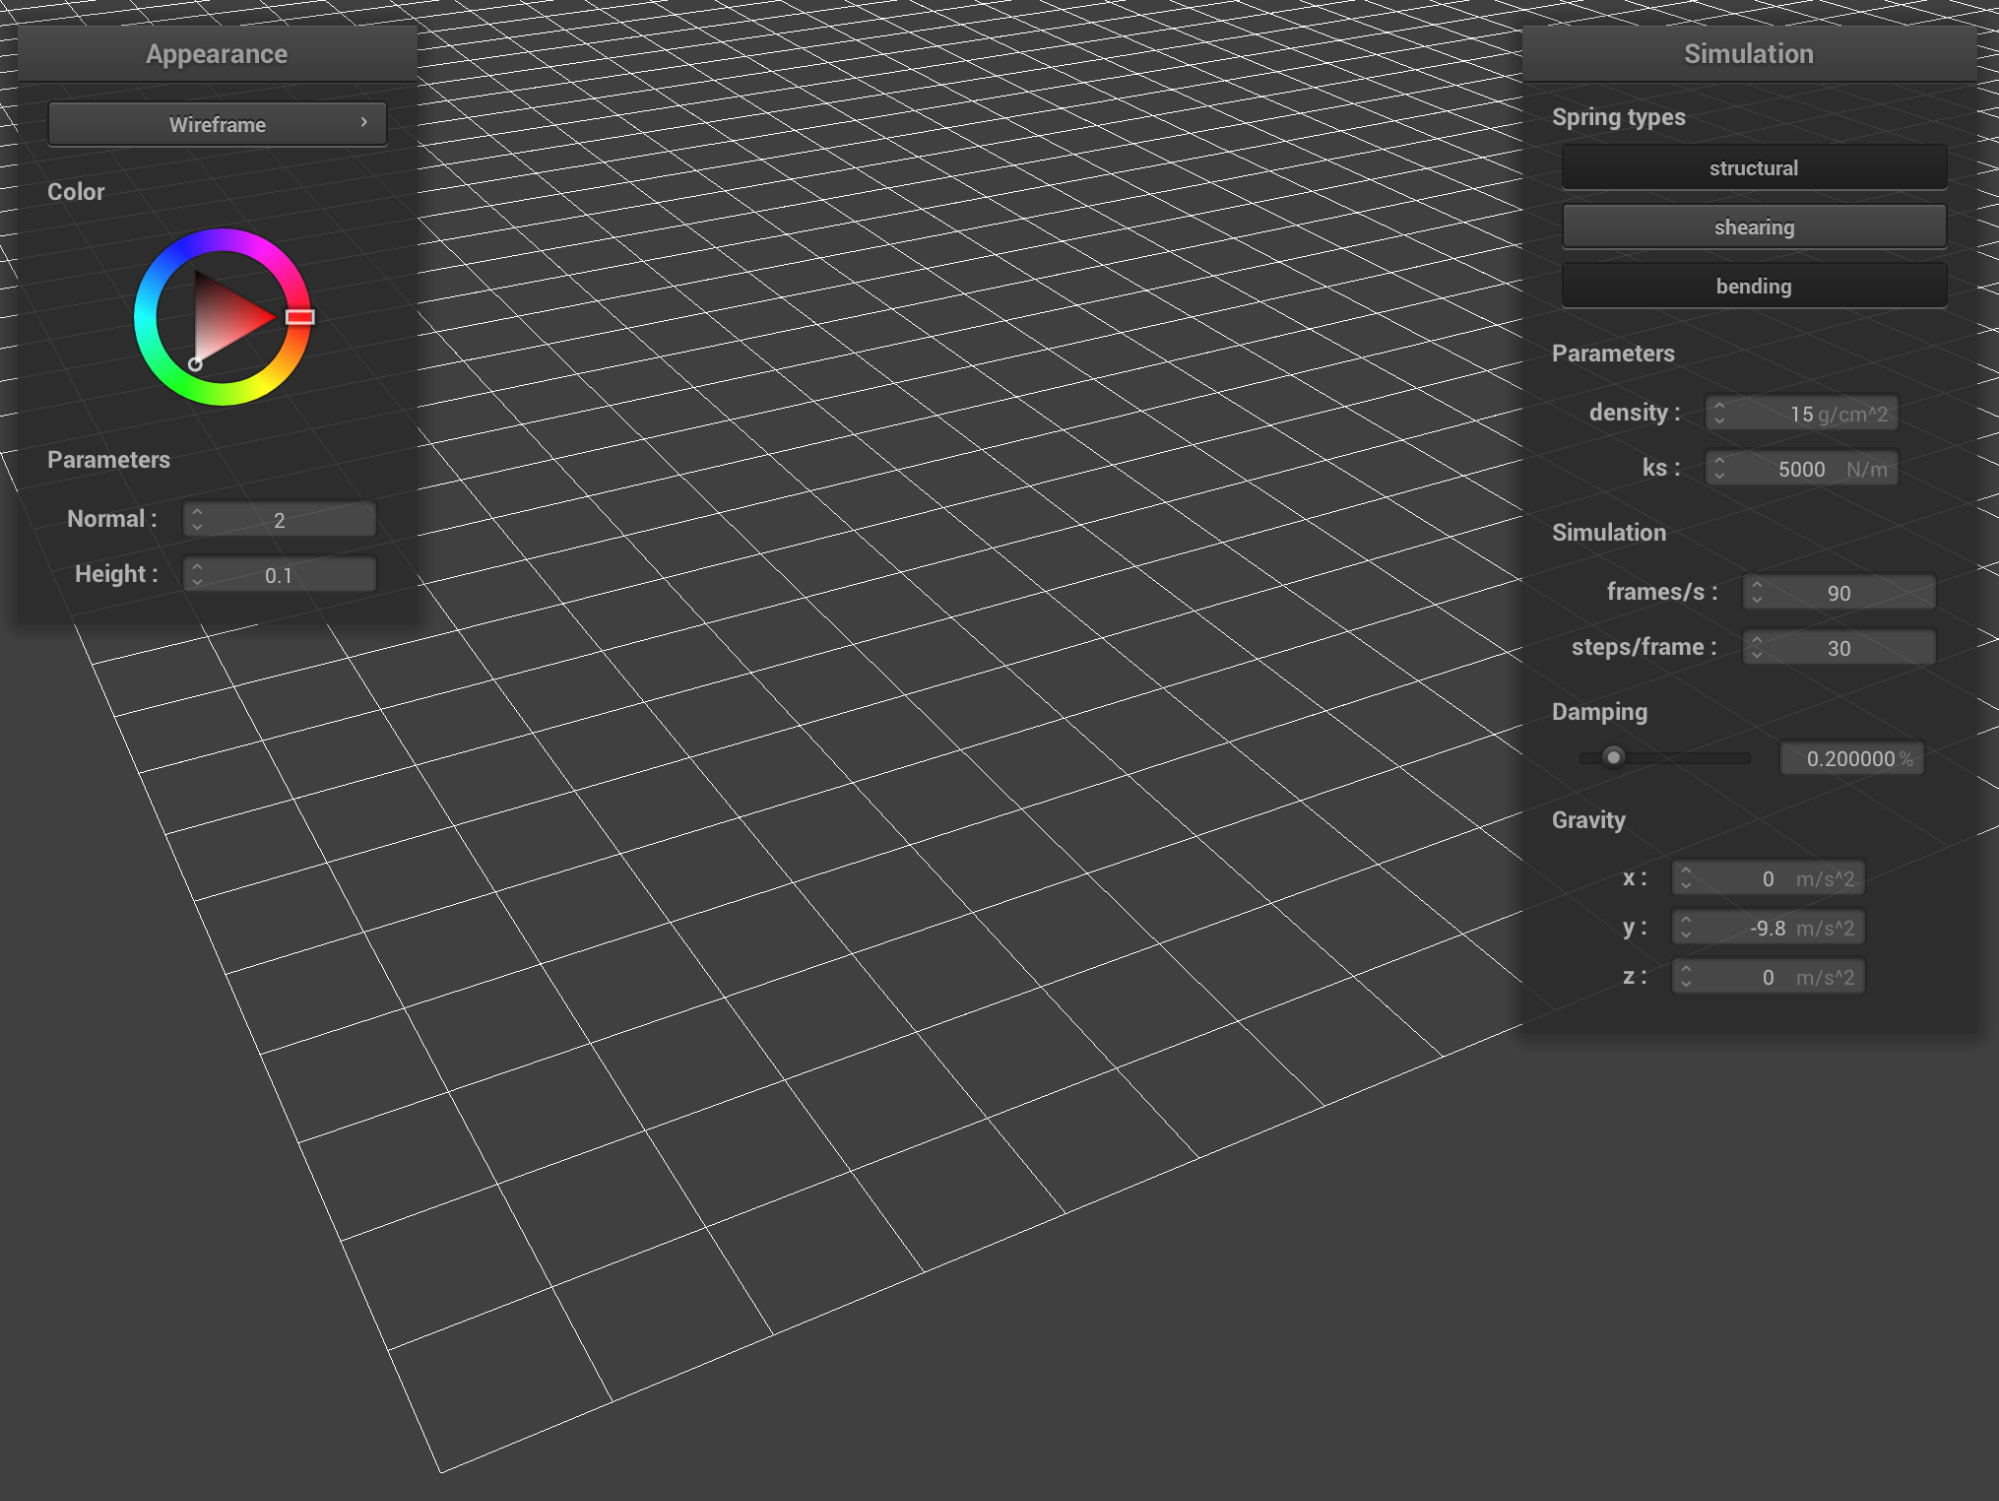 Appearance
Wireframe
Color
Parameters
Normal : 2
Height : 0.1
Simulation
Spring types
structural
shearing
bending
Parameters
density : 15 g/cm^2
ks : 5000 N/m
Simulation
frames/s : 90
steps/frame : 30
Damping
0.200000 %
Gravity
x : 0 m/s^2
y : -9.8 m/s^2
z : 0 m/s^2